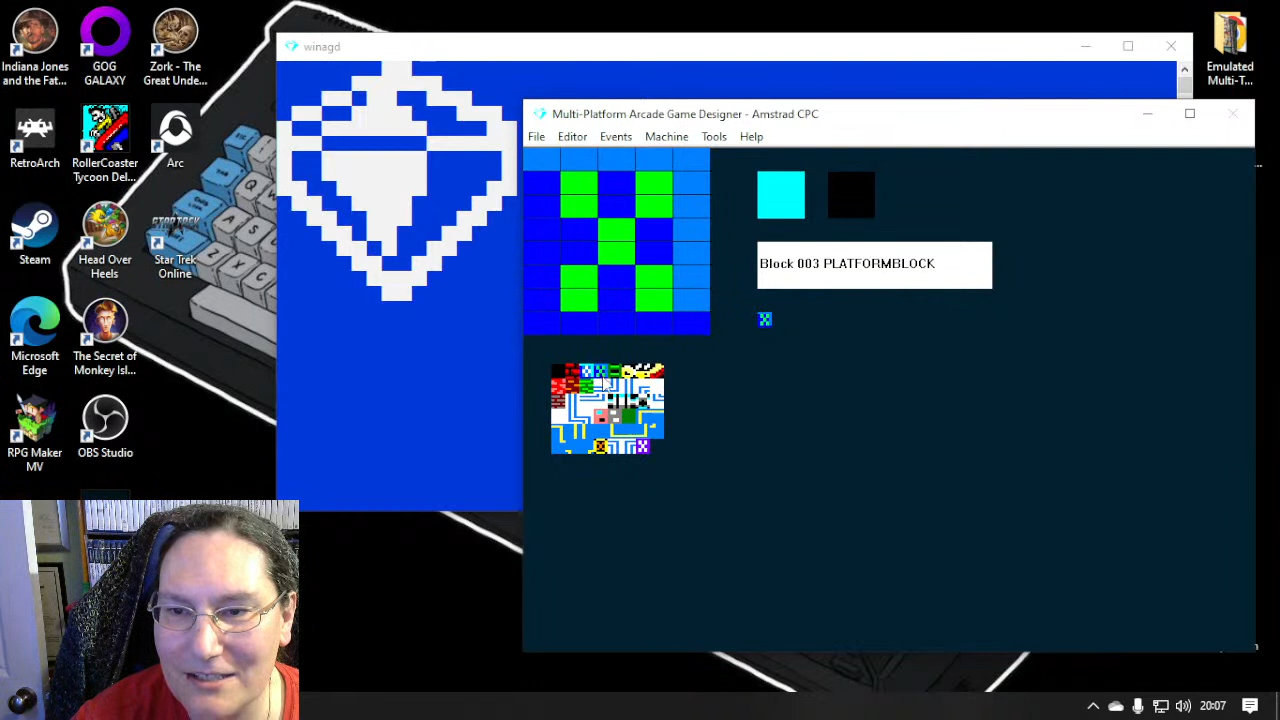 Indiana Jones
and the Fat...
GOG
GALAXY
Zork - The
Great Unde...
RetroArch
RollerCoaster
Tycoon Del...
Arc
Steam
Head Over
Heels
Star Trek
Online
Microsoft
Edge
The Secret of
Monkey Isl...
RPG Maker
MV
OBS Studio
winagd
Multi-Platform Arcade Game Designer - Amstrad CPC
File Editor Events Machine Tools Help
Block 003 PLATFORMBLOCK
Emulated
Multi-T...
20:07